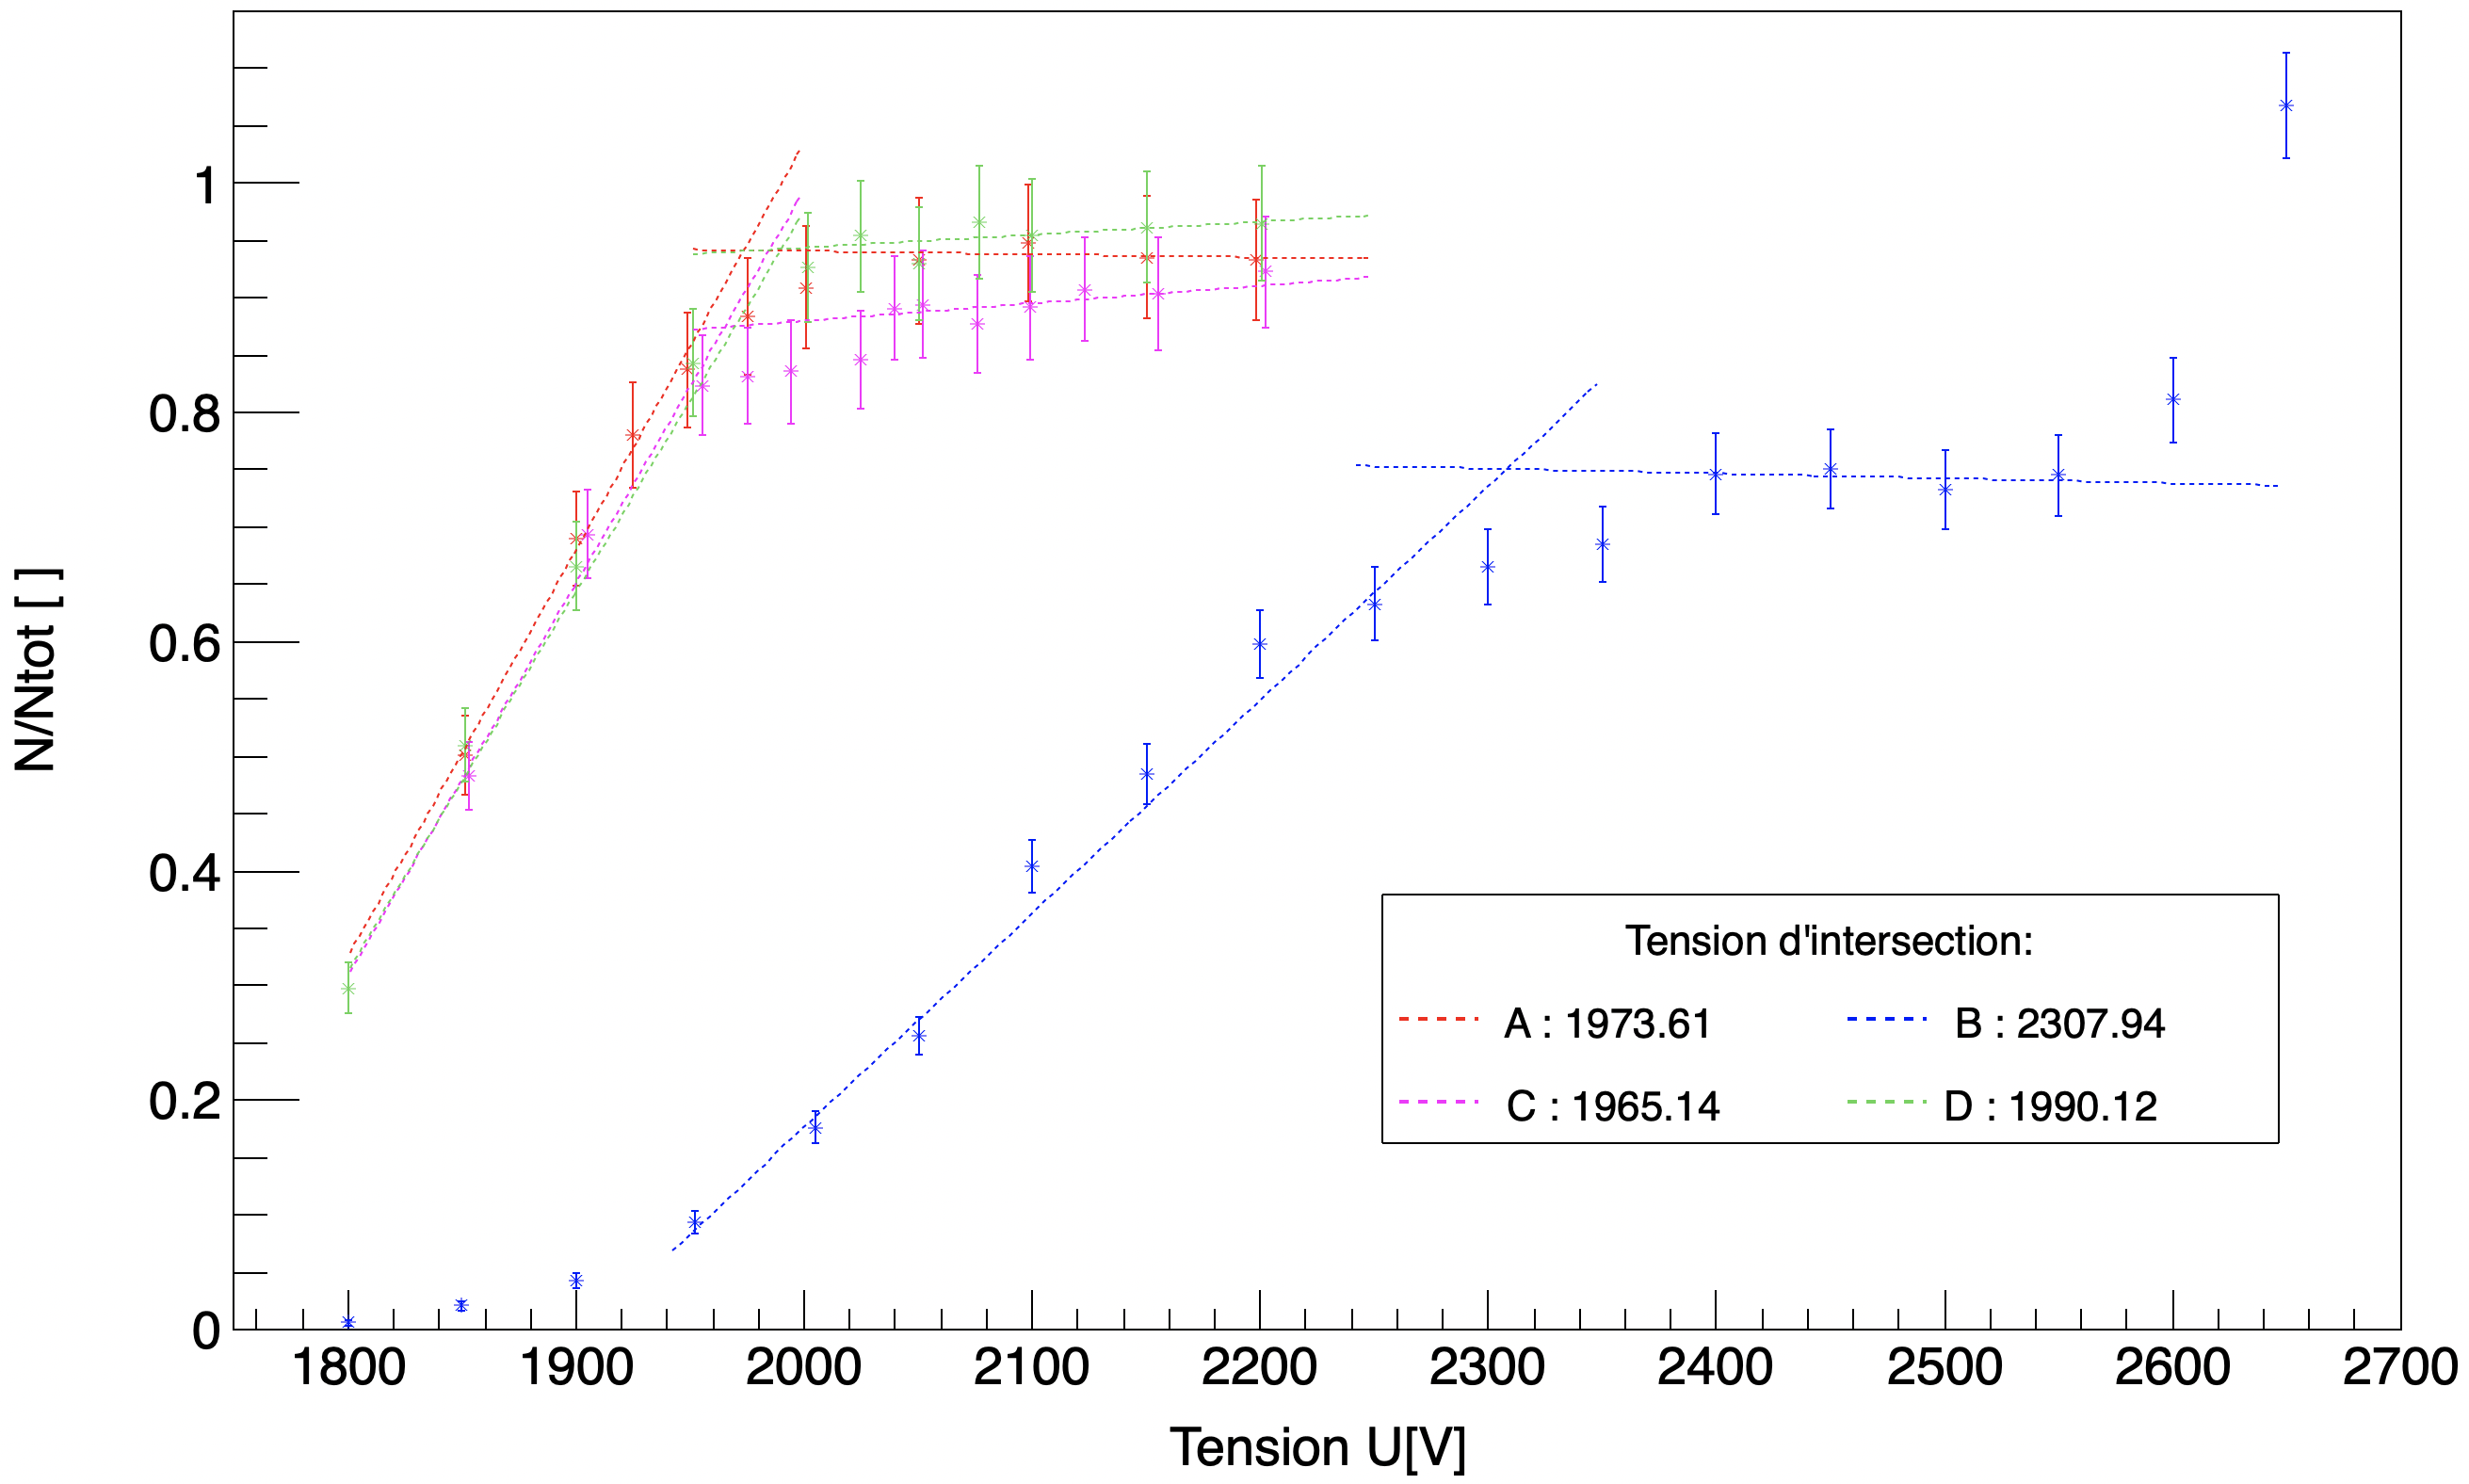 N/Ntot [ ]
1
0.8
0.6
0.4
0.2
0
1800 1900 2000 2100 2200 2300 2400 2500 2600 2700
Tension U[V]
Tension d'intersection:
A : 1973.61 B : 2307.94
C : 1965.14 D : 1990.12